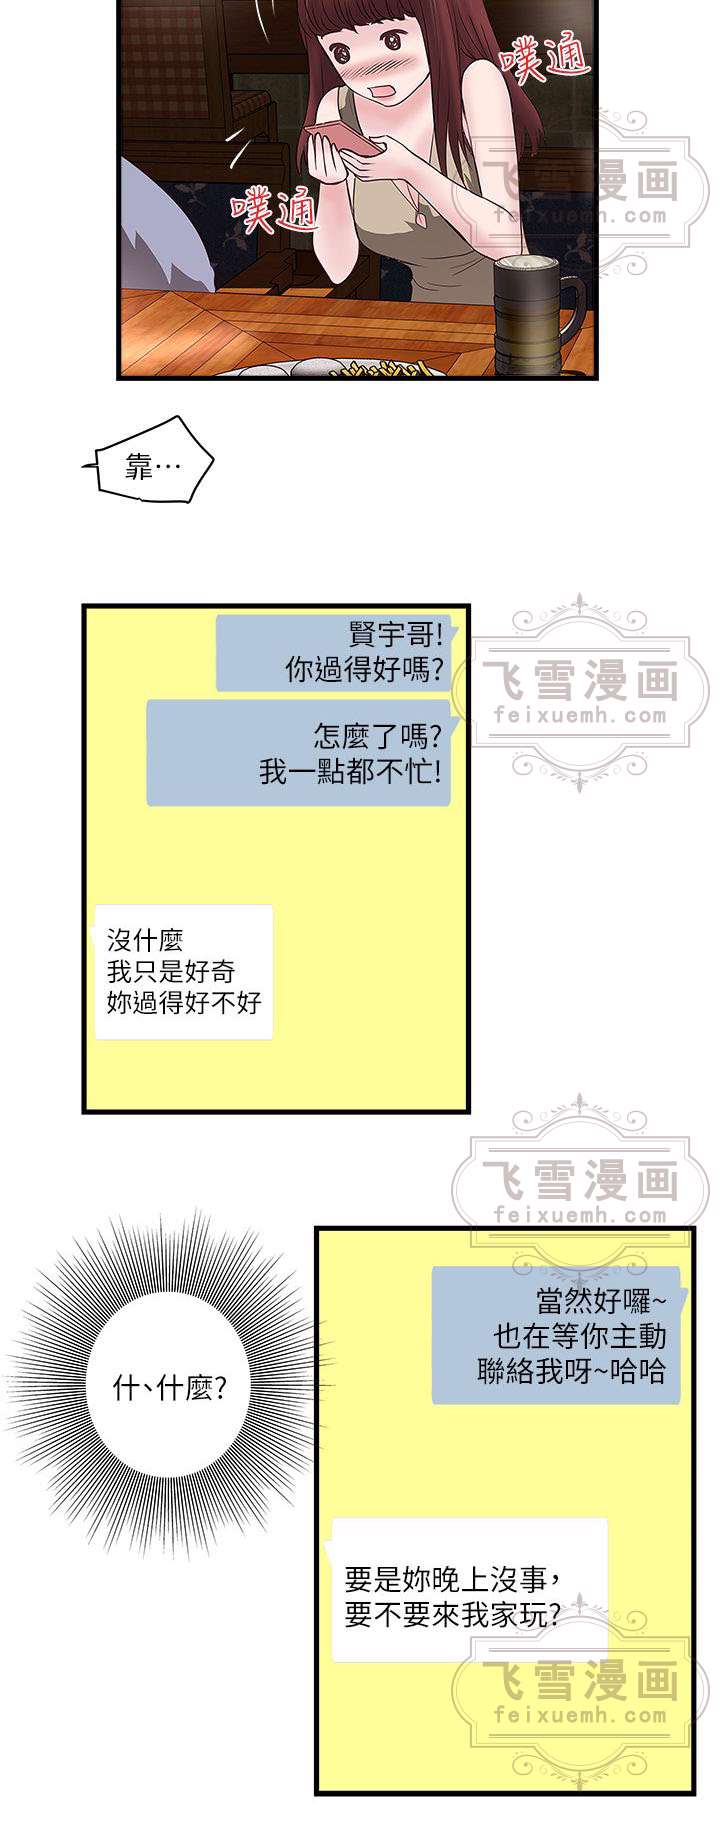 噗通
飞雪漫画
feixuemh.com
噗通
靠…
賢宇哥!
你過得好嗎?
飞雪漫画
feixuemh.com
怎麼了嗎?
我一點都不忙!
沒什麼
我只是好奇
妳過得好不好
飞雪漫画
feixuemh.com
當然好囉~
也在等你主動
聯絡我呀~哈哈
什、什麼?
要是妳晚上沒事,
要不要來我家玩?
飞雪漫画
feixuemh.com